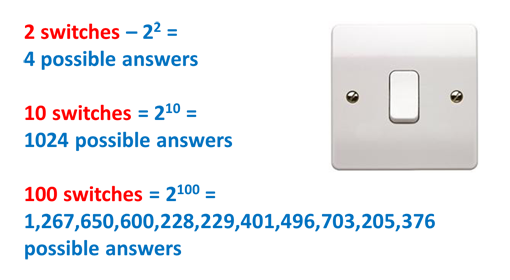 2 switches – 2² =
4 possible answers
10 switches = 2¹⁰ =
1024 possible answers
100 switches = 2¹⁰⁰ =
1,267,650,600,228,229,401,496,703,205,376
possible answers